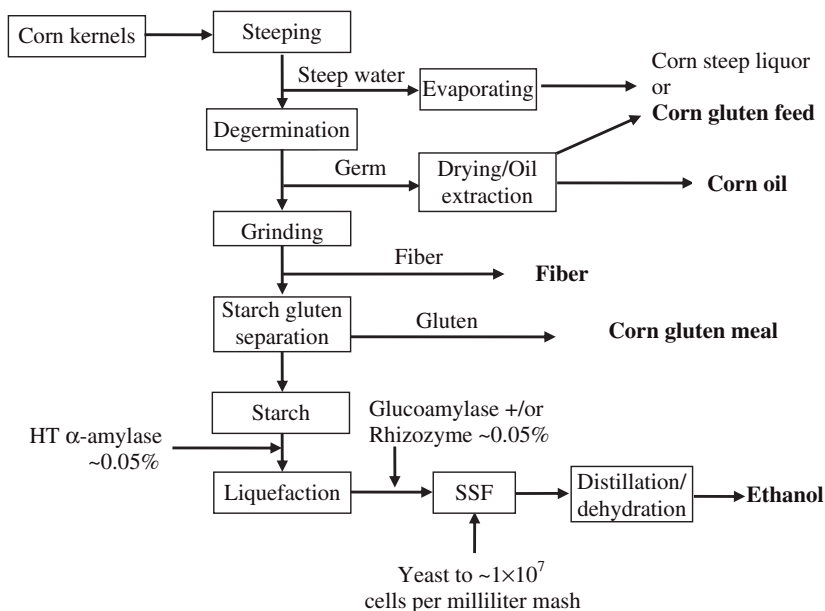 Corn kernels
Steeping
Steep water
Evaporating
Corn steep liquor
or
Corn gluten feed
Degermination
Germ
Drying/Oil
extraction
Corn oil
Grinding
Fiber
Fiber
Starch gluten
separation
Gluten
Corn gluten meal
Starch
HT α-amylase
~0.05%
Glucoamylase +/or
Rhizozyme ~0.05%
Liquefaction
SSF
Distillation/
dehydration
Ethanol
Yeast to ~1×10⁷
cells per milliliter mash